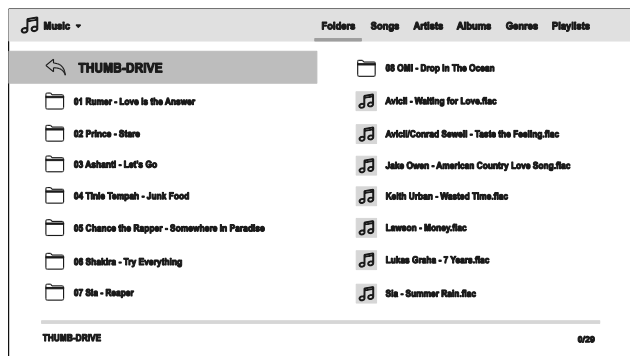 Music
Folders Songs Artists Albums Genres Playlists
THUMB-DRIVE
01 Rumer - Love is the Answer
02 Prince - Stare
03 Ashanti - Let's Go
04 Tinie Tempah - Junk Food
05 Chance the Rapper - Somewhere in Paradise
06 Shakira - Try Everything
07 Sia - Reaper
08 OMI - Drop In The Ocean
Avicii - Waiting for Love.flac
Avicii/Conrad Sewell - Taste the Feeling.flac
Jake Owen - American Country Love Song.flac
Keith Urban - Wasted Time.flac
Lawson - Money.flac
Lukas Grahs - 7 Years.flac
Sia - Summer Rain.flac
THUMB-DRIVE
0/29